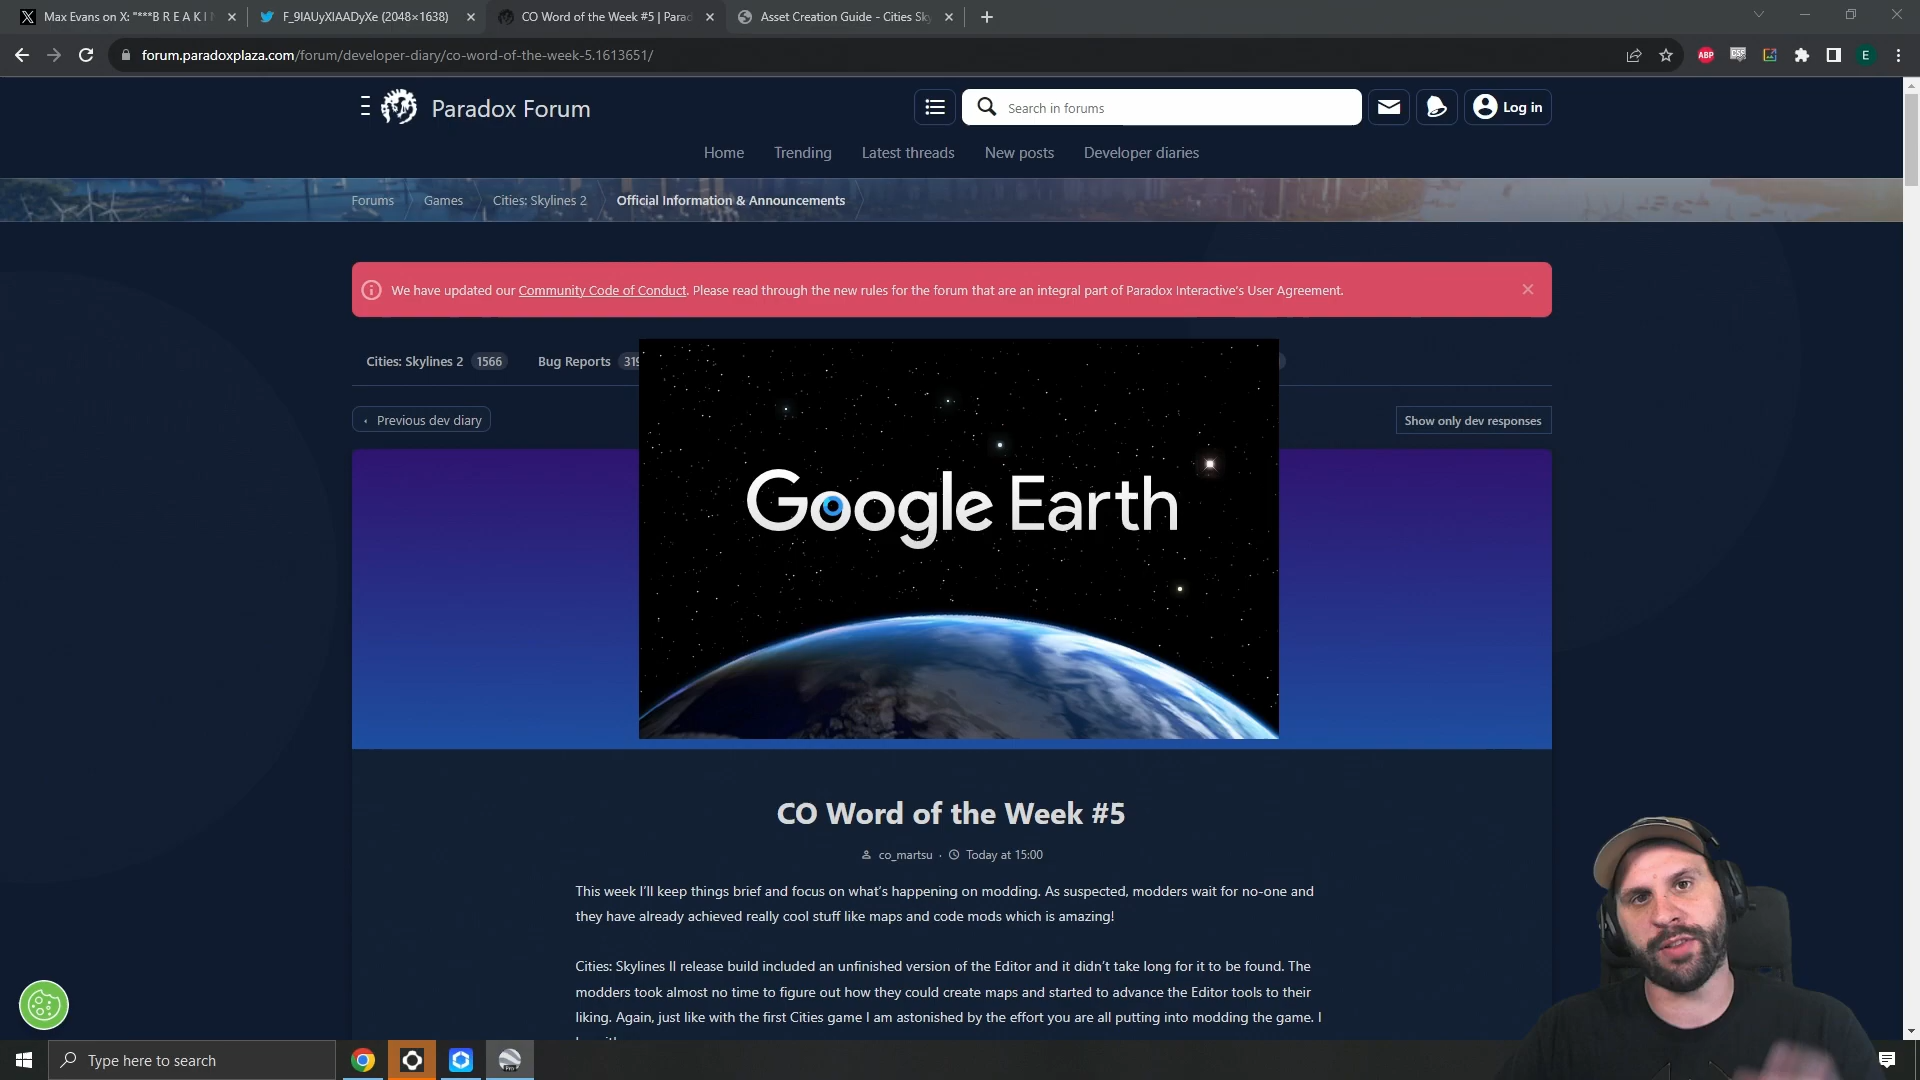 Max Evans on X: "***B R E A K I
F_9IAUyXIAADyXe (2048×1638)
CO Word of the Week #5 | Parad
Asset Creation Guide - Cities Sky
forum.paradoxplaza.com/forum/developer-diary/co-word-of-the-week-5.1613651/
ABP
E
Paradox Forum
Search in forums
Log in
Home
Trending
Latest threads
New posts
Developer diaries
Forums
Games
Cities: Skylines 2
Official Information & Announcements
We have updated our Community Code of Conduct. Please read through the new rules for the forum that are an integral part of Paradox Interactive's User Agreement.
Cities: Skylines 2 1566
Bug Reports 319
Previous dev diary
Show only dev responses
Google Earth
CO Word of the Week #5
co_martsu · Today at 15:00
This week I'll keep things brief and focus on what's happening on modding. As suspected, modders wait for no-one and
they have already achieved really cool stuff like maps and code mods which is amazing!
Cities: Skylines II release build included an unfinished version of the Editor and it didn't take long for it to be found. The
modders took almost no time to figure out how they could create maps and started to advance the Editor tools to their
liking. Again, just like with the first Cities game I am astonished by the effort you are all putting into modding the game. I
Type here to search